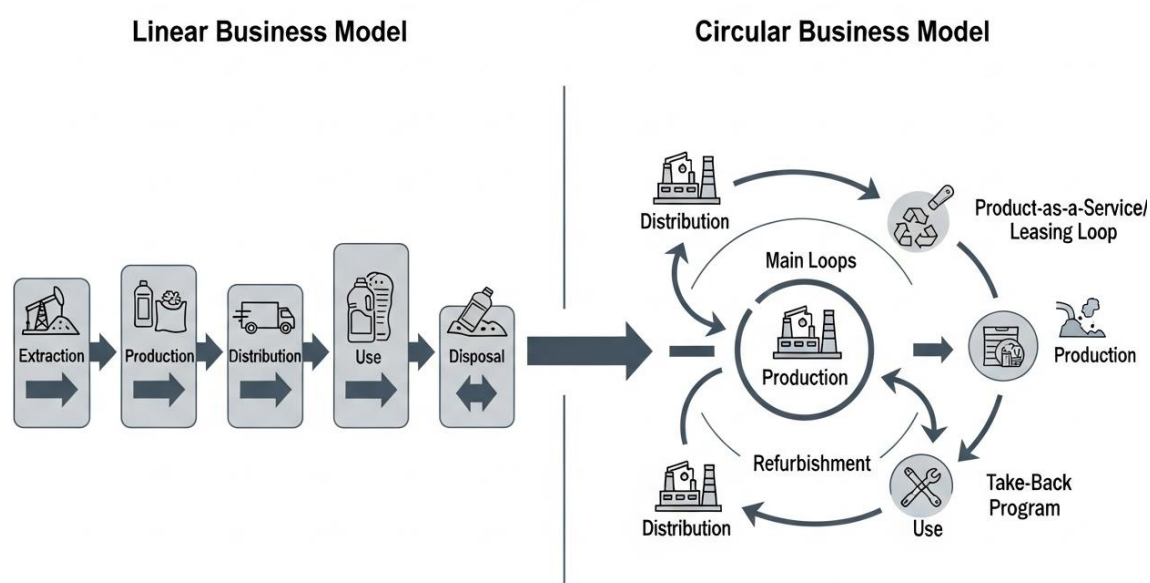 Linear Business Model
Extraction
Production
Distribution
Use
Disposal
Circular Business Model
Distribution
Product-as-a-Service/
Leasing Loop
Main Loops
Production
Production
Refurbishment
Take-Back
Program
Distribution
Use